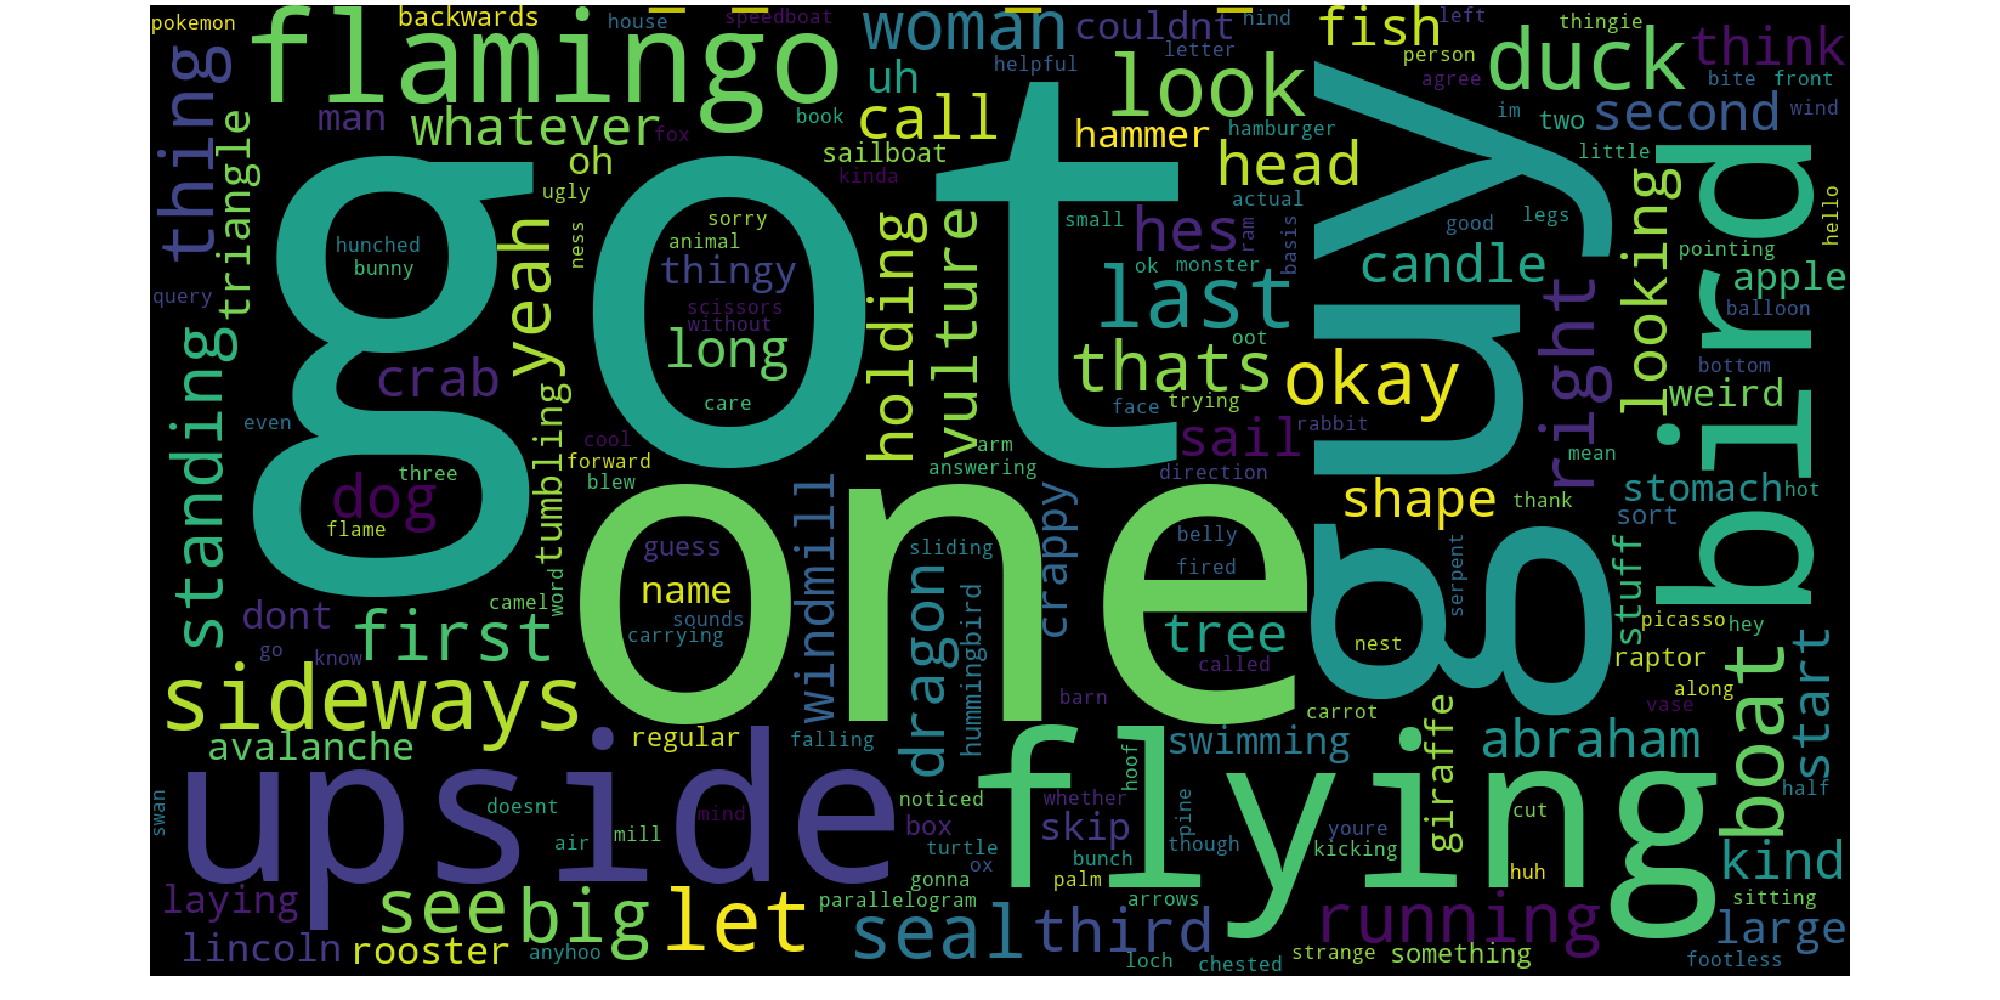 pokemon
backwards
house
speedboat
woman
couldnt
hind
fish
left
thingie
flamingo
letter
person
duck
think
thing
uh
helpful
look
agree
bite
front
man
whatever
fox
book
call
hammer
hamburger
im
two
second
wind
triangle
oh
sailboat
kinda
head
little
ugly
actual
got
guy
bird
hunched
bunny
yeah
ness
sorry
animal
thingy
holding
vulture
small
hes
ram
basis
good
legs
looking
hello
pointing
query
scissors
without
long
ok
monster
last
candle
right
apple
balloon
oot
standing
crab
care
thats
okay
bottom
weird
face
trying
even
tumbling
cool
forward
blew
arm
answering
sail
rabbit
direction
mean
dog
three
flame
windmill
crappy
shape
thank
stomach
hot
sort
one
guess
sliding
belly
fired
serpent
stuff
name
camel
word
sounds
carrying
dragon
hummingbird
tree
called
nest
picasso
hey
raptor
dont
go
know
first
barn
along
vase
boat
start
sideways
carrot
avalanche
regular
falling
swimming
giraffe
abraham
upside
flying
hoof
swan
doesnt
air
mill
mind
noticed
whether
box
skip
pine
cut
half
turtle
ox
bunch
though
youre
kicking
kind
laying
see
big
let
gonna
palm
huh
parallelogram
arrows
sitting
lincoln
rooster
anyhoo
seal
third
running
large
loch
chested
strange
something
footless